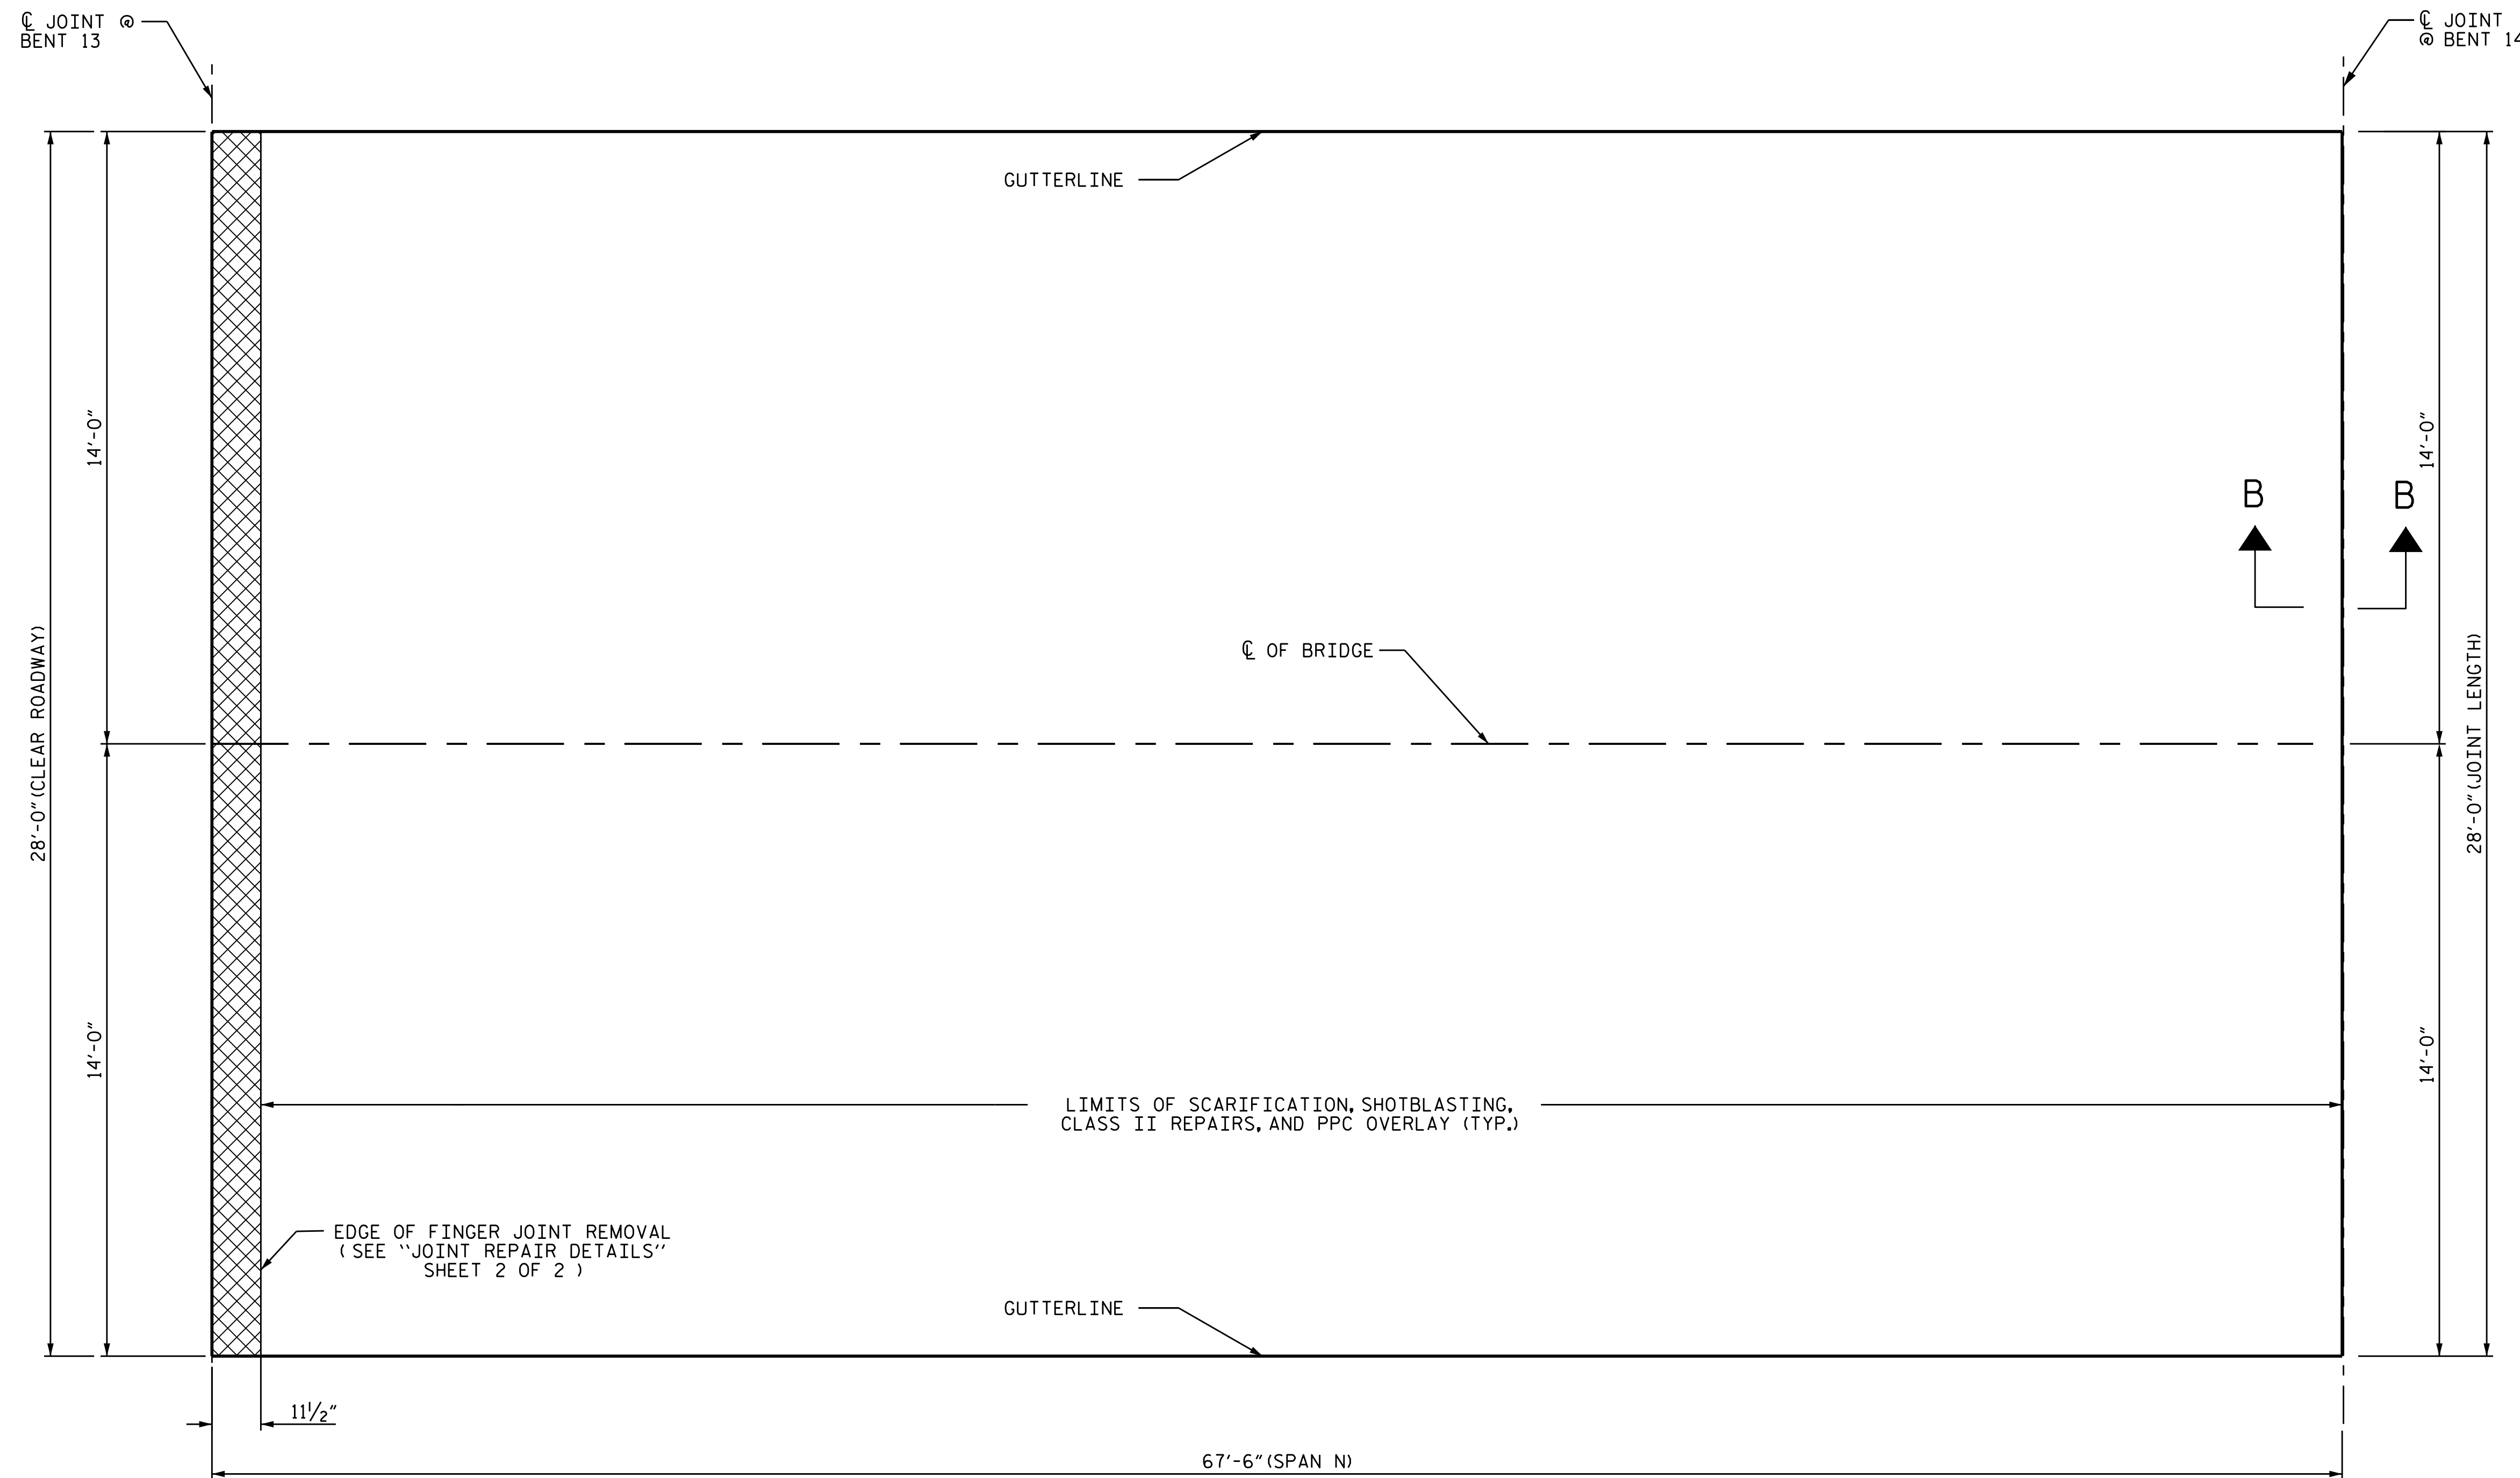 ℄ JOINT @
BENT 13
℄ JOINT
@ BENT 14
GUTTERLINE
14'-0"
14'-0"
B
B
28'-0" (CLEAR ROADWAY)
℄ OF BRIDGE
28'-0" (JOINT LENGTH)
14'-0"
14'-0"
LIMITS OF SCARIFICATION, SHOTBLASTING,
CLASS II REPAIRS, AND PPC OVERLAY (TYP.)
EDGE OF FINGER JOINT REMOVAL
( SEE ``JOINT REPAIR DETAILS''
SHEET 2 OF 2 )
GUTTERLINE
11½"
67'-6" (SPAN N)